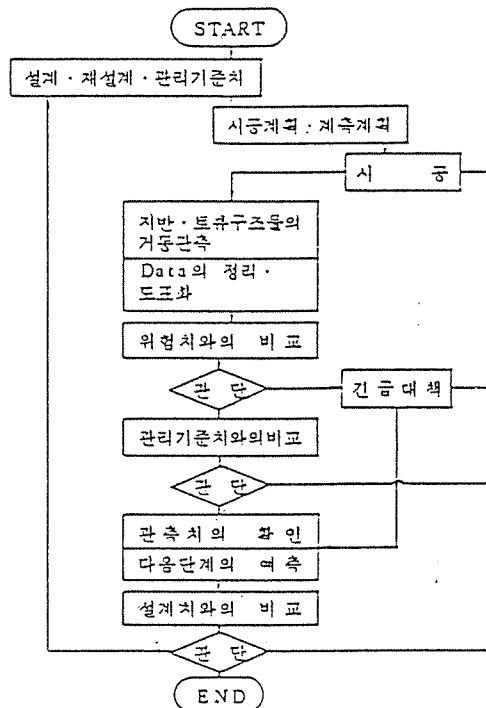 START
설계 · 재설계 · 관리기준치
시공계획 · 계측계획
시 공
지반 · 토류구조물의
거동관측
Data의 정리 ·
도표화
위험치와의 비교
판 단
긴급대책
관리기준치와의비교
판 단
관측치의 확인
다음단계의 예측
설계치와의 비교
판 단
END